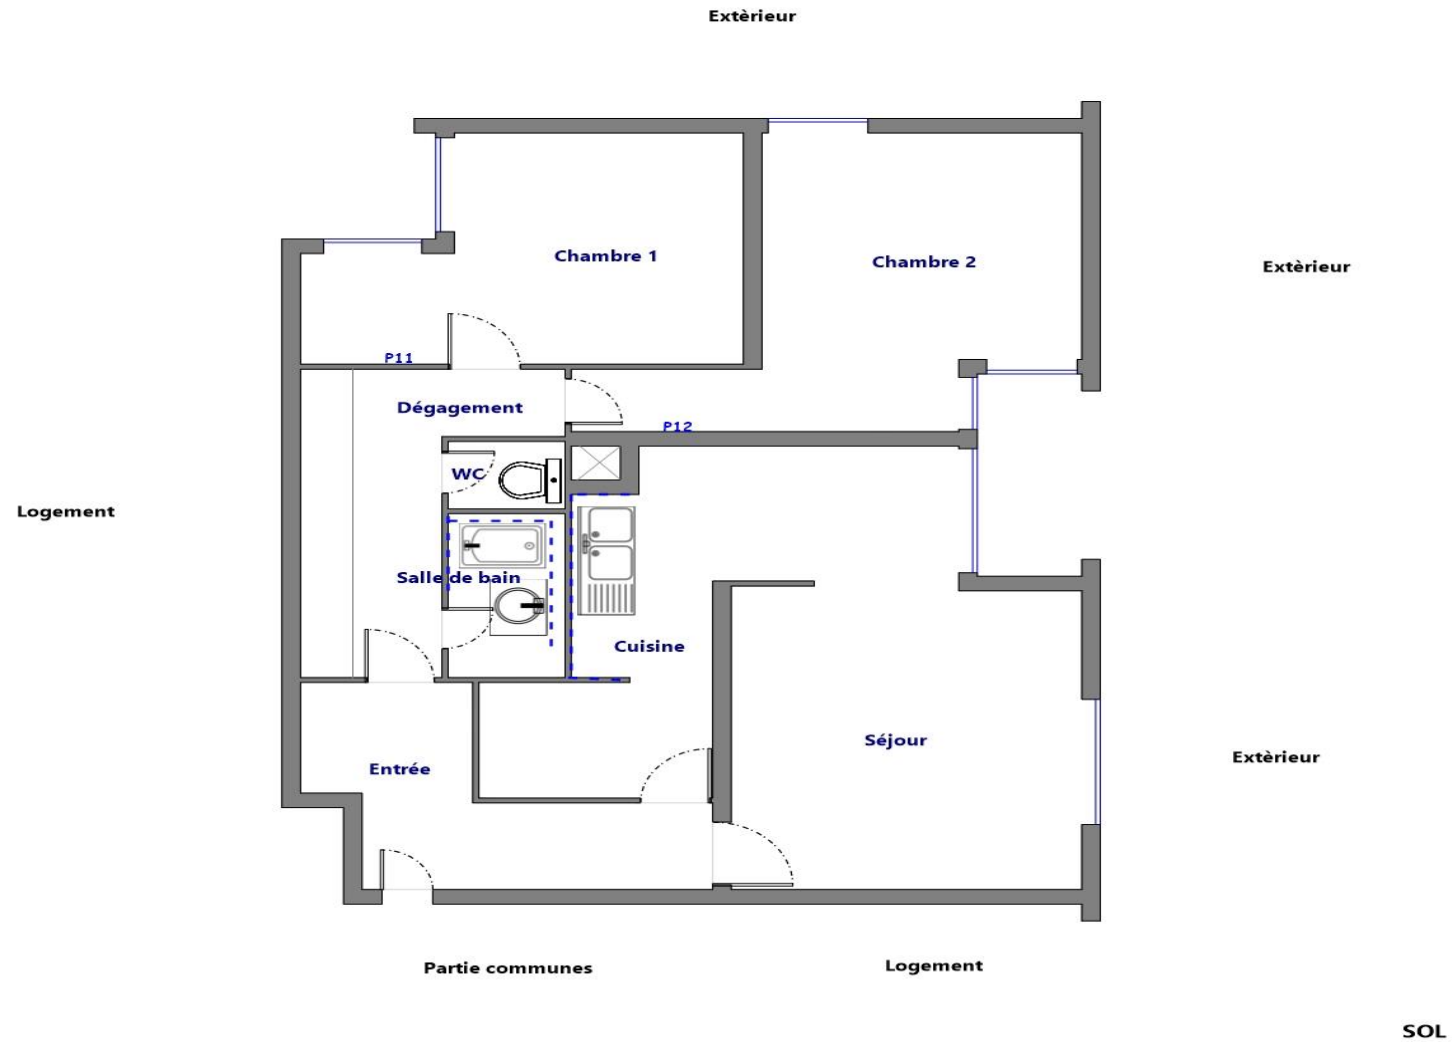 Extèrieur
Chambre 1
Chambre 2
Extèrieur
P11
Dégagement
P12
WC
Logement
Salle de bain
Cuisine
Séjour
Extèrieur
Entrée
Partie communes
Logement
SOL